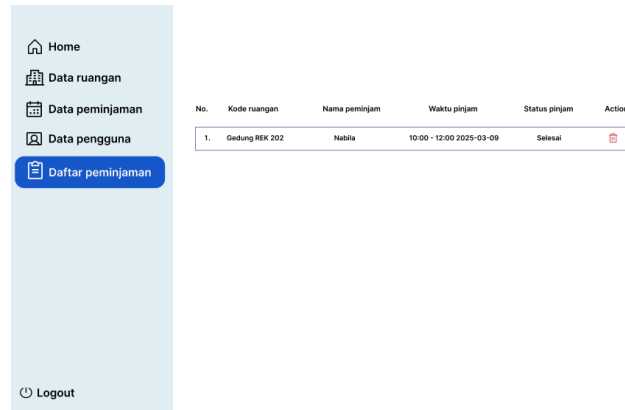 Home
Data ruangan
Data peminjaman
Data pengguna
Daftar peminjaman
Logout
No. Kode ruangan Nama peminjam Waktu pinjam Status pinjam Action
1. Gedung REK 202 Nabila 10:00 - 12:00 2025-03-09 Selesai